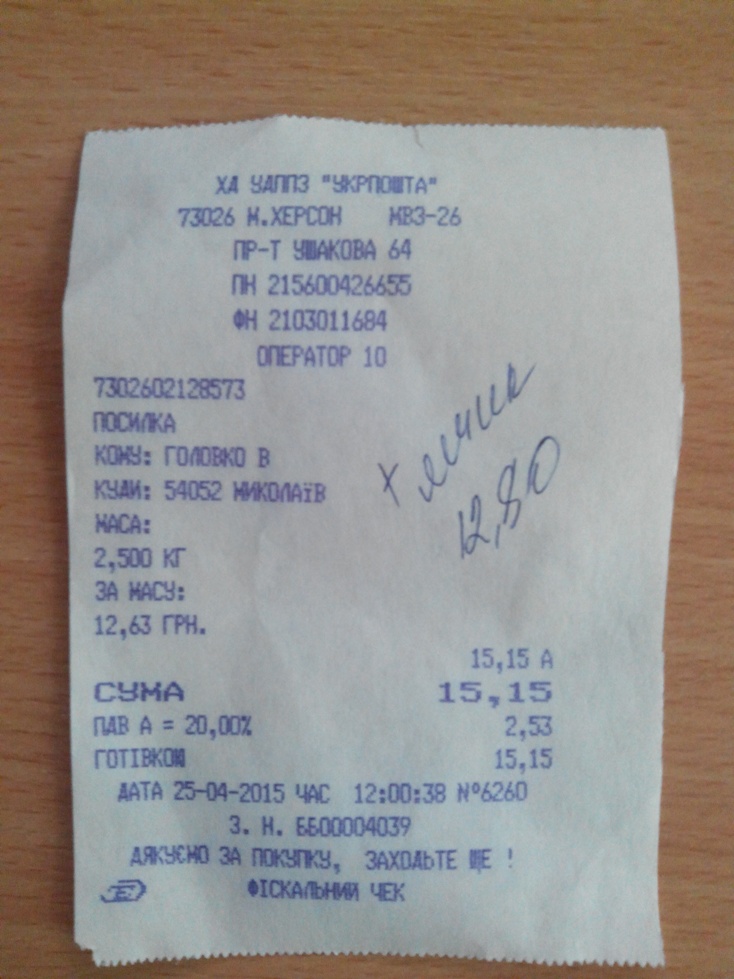 ХД УДППЗ "УКРПОШТА"
73026 М.ХЕРСОН МВЗ-26
ПР-Т УШАКОВА 64
ПН 215600426655
ФН 2103011684
ОПЕРАТОР 10
7302602128573
ПОСИЛКА
КОМУ: ГОЛОВКО В
КУДИ: 54052 МИКОЛАЇВ
МАСА:
2,500 КГ
ЗА МАСУ:
12,63 ГРН.
+ ящик
12,80
15,15 А
СУМА 15,15
ПДВ А = 20,00% 2,53
ГОТІВКОЮ 15,15
ДАТА 25-04-2015 ЧАС 12:00:38 №6260
З. Н. ББ00004039
ДЯКУЄМО ЗА ПОКУПКУ, ЗАХОДЬТЕ ЩЕ !
ФІСКАЛЬНИЙ ЧЕК